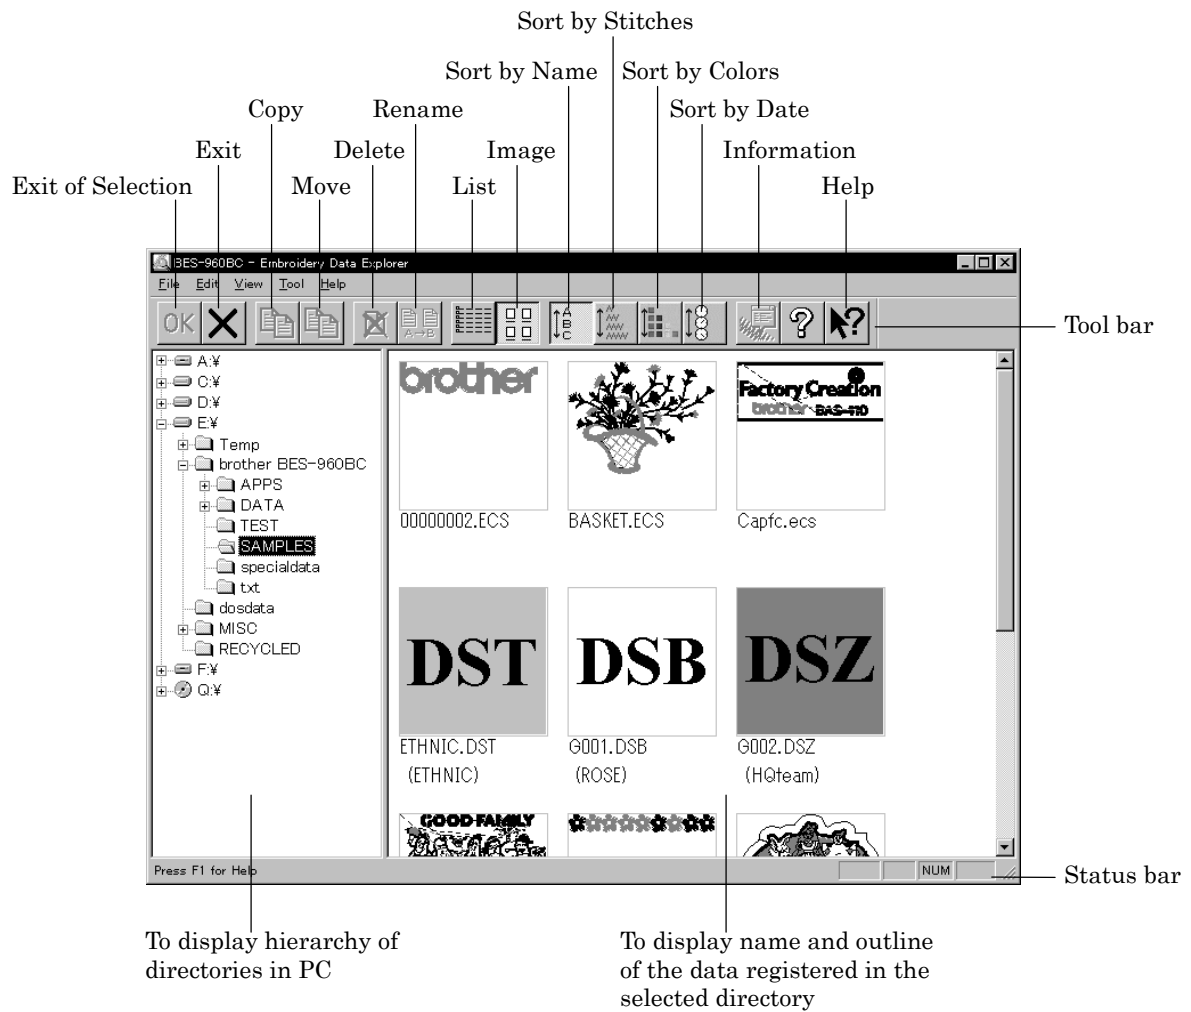 Sort by Stitches
Sort by Name
Sort by Colors
Copy
Rename
Sort by Date
Exit
Delete
Image
Information
Exit of Selection
Move
List
Help
BES-960BC - Embroidery Data Explorer
File Edit View Tool Help
OK
A→B
A
B
C
Tool bar
A:¥
C:¥
D:¥
E:¥
Temp
brother BES-960BC
APPS
DATA
TEST
SAMPLES
specialdata
txt
dosdata
MISC
RECYCLED
F:¥
Q:¥
brother
Factory Creation
brother BAS-410
00000002.ECS
BASKET.ECS
Capfc.ecs
DST
DSB
DSZ
ETHNIC.DST
G001.DSB
G002.DSZ
(ETHNIC)
(ROSE)
(HQteam)
GOOD FAMILY
Press F1 for Help
NUM
Status bar
To display hierarchy of
directories in PC
To display name and outline
of the data registered in the
selected directory